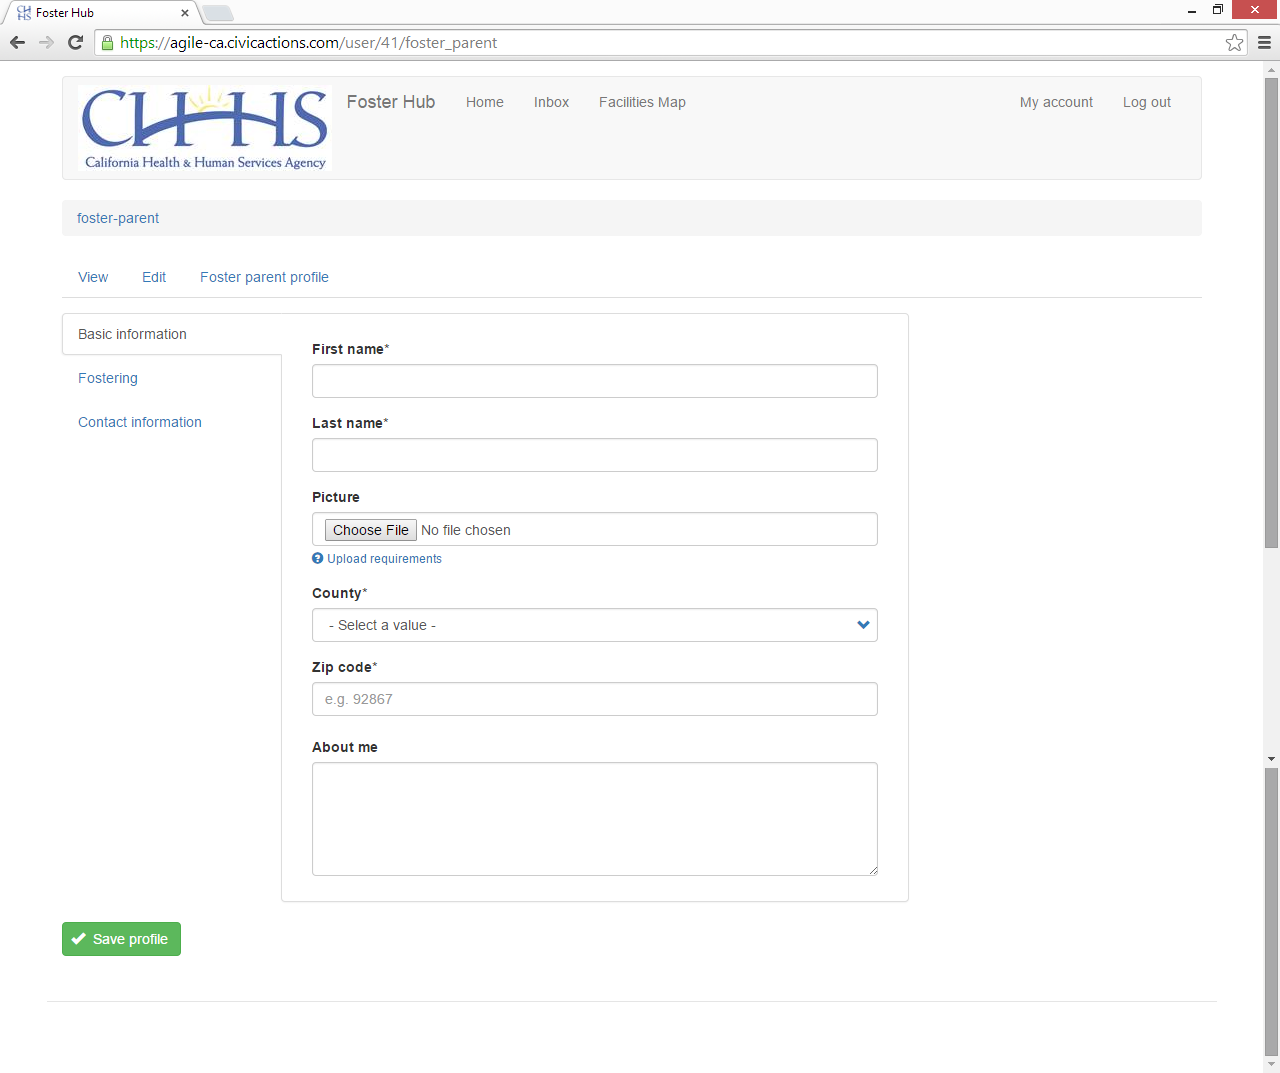 Foster Hub
https://agile-ca.civicactions.com/user/41/foster_parent
CHHS
California Health & Human Services Agency
Foster Hub Home Inbox Facilities Map My account Log out
foster-parent
View Edit Foster parent profile
Basic information
Fostering
Contact information
First name*
Last name*
Picture
Choose File No file chosen
Upload requirements
County*
- Select a value -
Zip code*
e.g. 92867
About me
Save profile